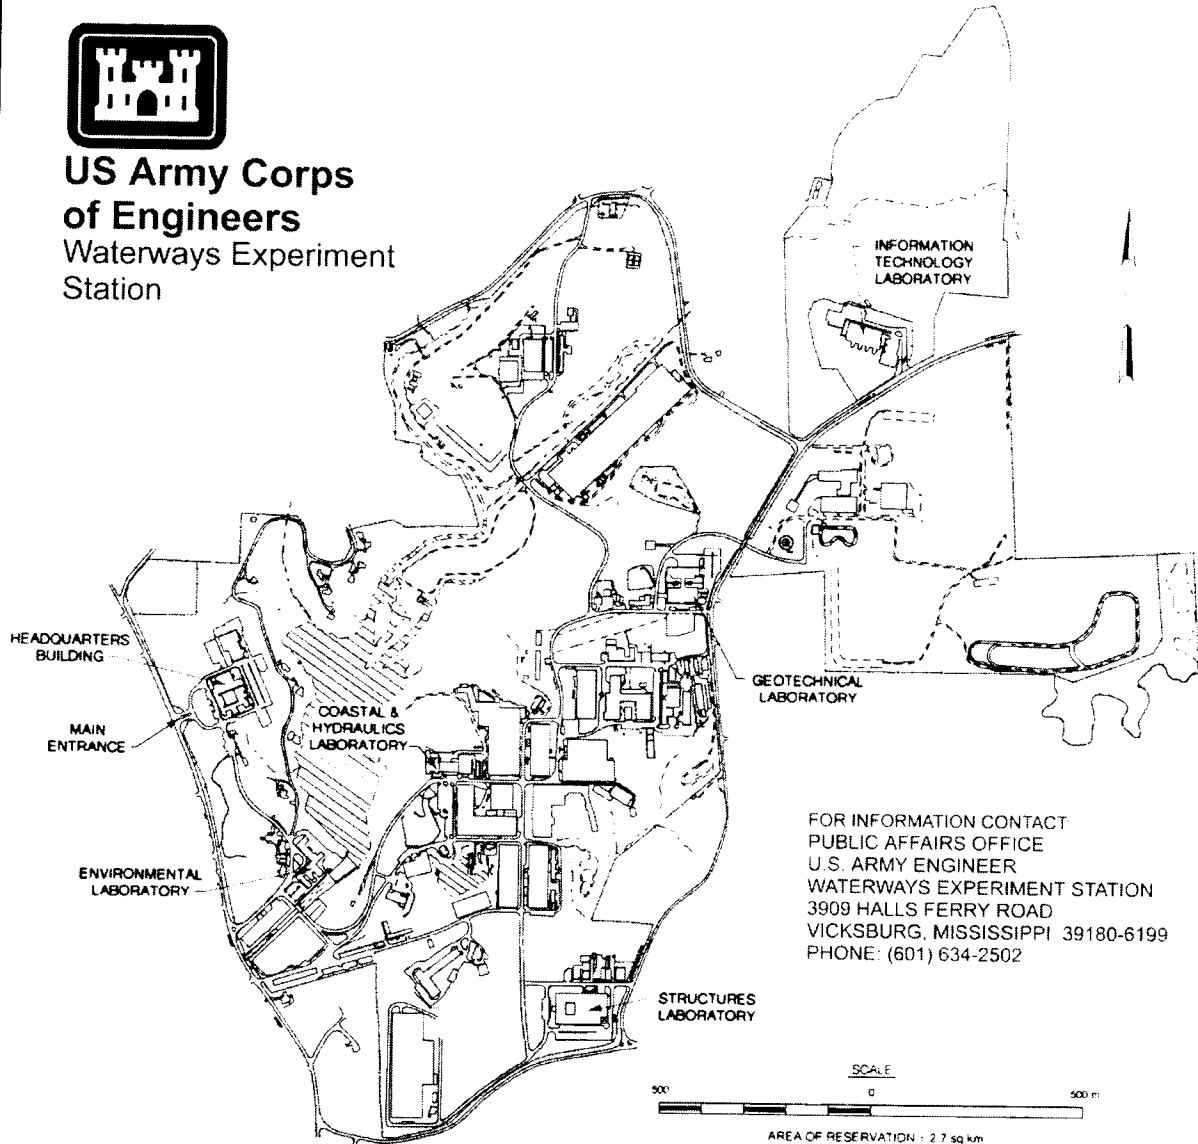 US Army Corps
of Engineers
Waterways Experiment
Station
INFORMATION
TECHNOLOGY
LABORATORY
HEADQUARTERS
BUILDING
MAIN
ENTRANCE
COASTAL &
HYDRAULICS
LABORATORY
GEOTECHNICAL
LABORATORY
ENVIRONMENTAL
LABORATORY
FOR INFORMATION CONTACT
PUBLIC AFFAIRS OFFICE
U.S. ARMY ENGINEER
WATERWAYS EXPERIMENT STATION
3909 HALLS FERRY ROAD
VICKSBURG, MISSISSIPPI 39180-6199
PHONE: (601) 634-2502
STRUCTURES
LABORATORY
SCALE
500 0 500 m
AREA OF RESERVATION : 2.7 sq km